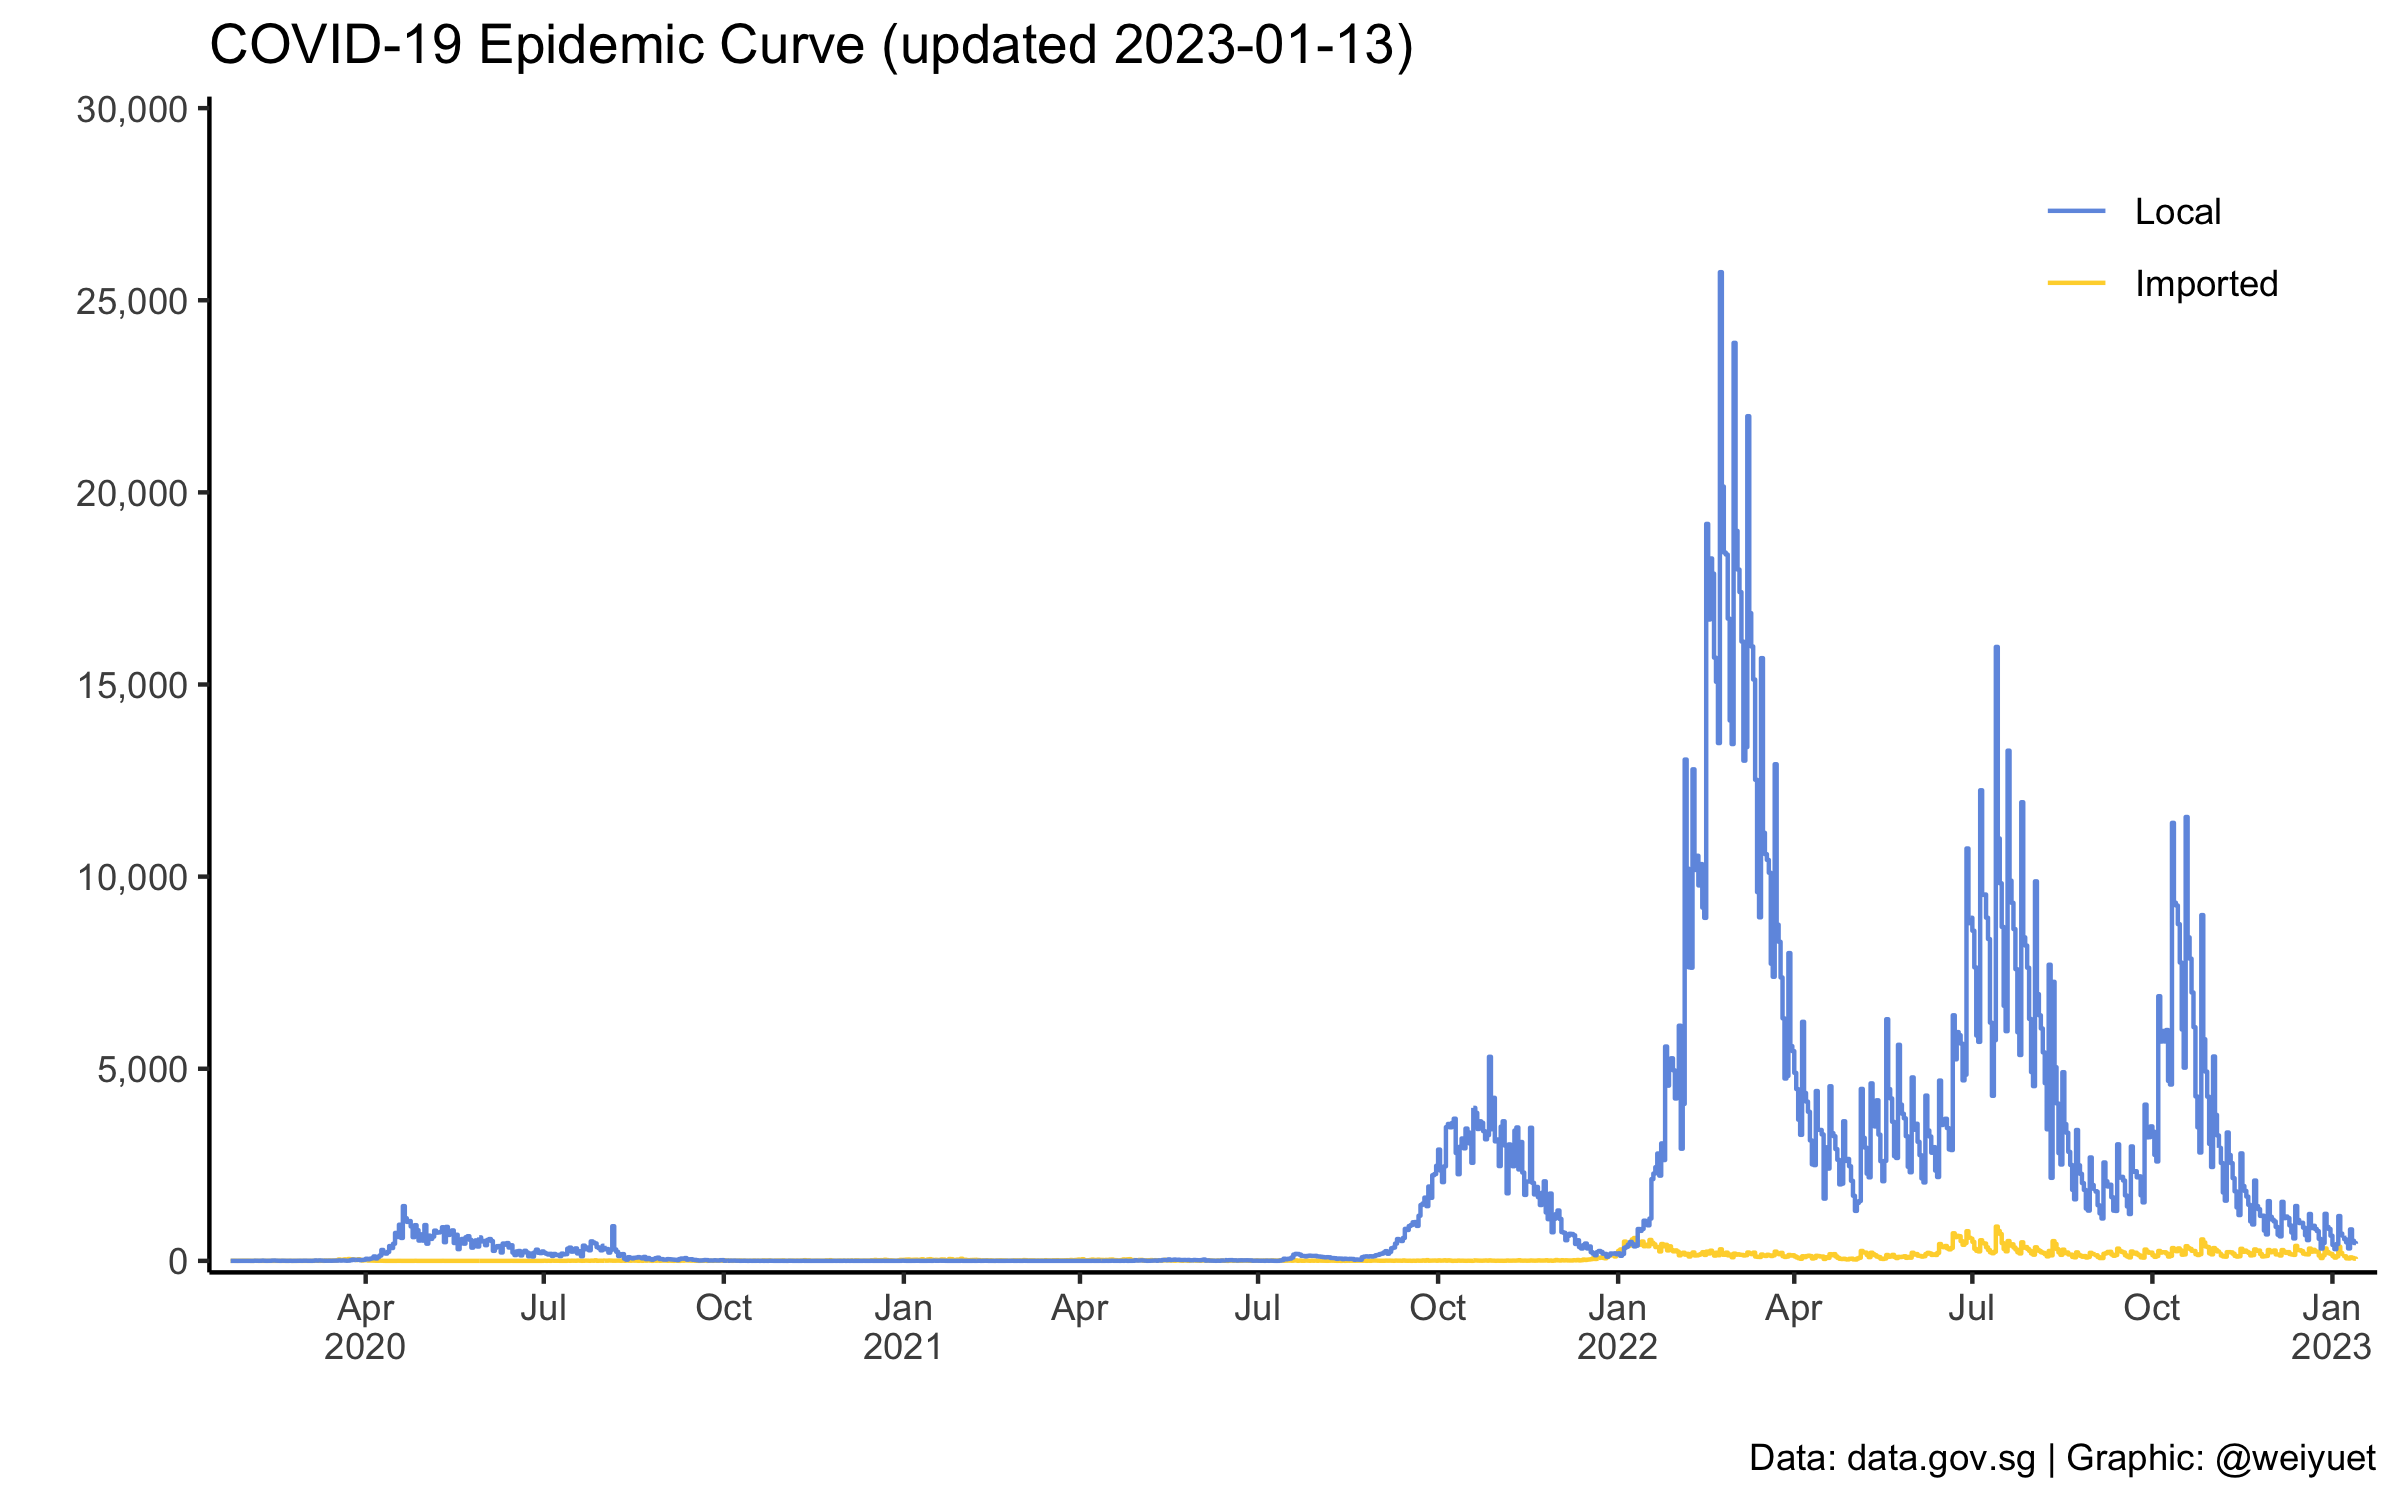 COVID-19 Epidemic Curve (updated 2023-01-13)
30,000
25,000
20,000
15,000
10,000
5,000
0
Local
Imported
Apr Jul Oct Jan Apr Jul Oct Jan Apr Jul Oct Jan
2020 2021 2022 2023
Data: data.gov.sg | Graphic: @weiyuet